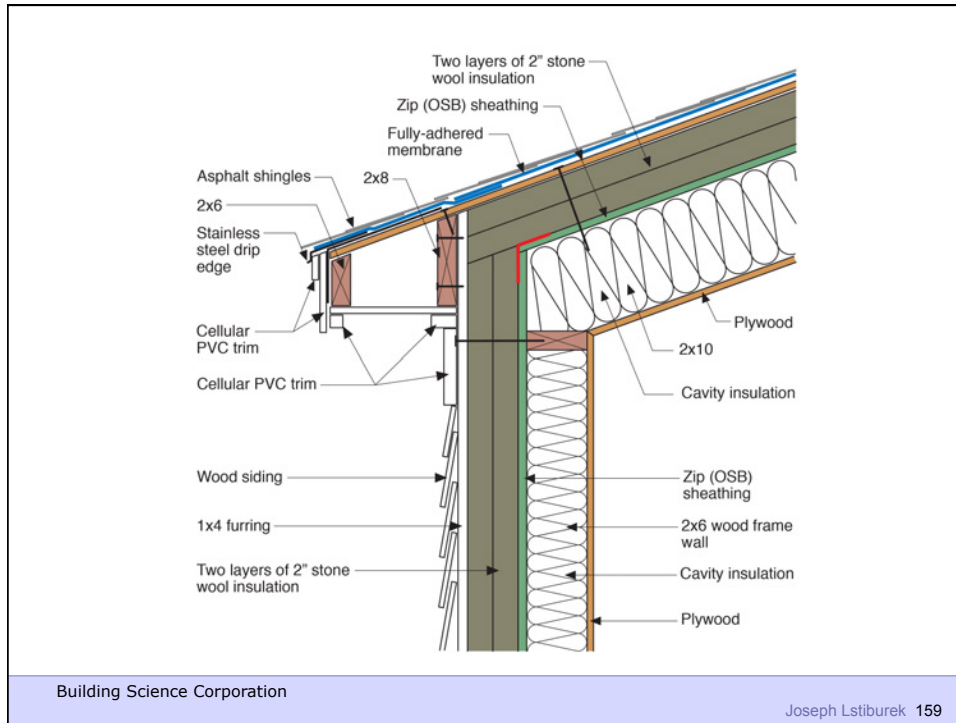 Two layers of 2” stone
wool insulation
Zip (OSB) sheathing
Fully-adhered
membrane
Asphalt shingles
2x8
2x6
Stainless
steel drip
edge
Cellular
PVC trim
Plywood
2x10
Cellular PVC trim
Cavity insulation
Wood siding
Zip (OSB)
sheathing
1x4 furring
2x6 wood frame
wall
Two layers of 2” stone
wool insulation
Cavity insulation
Plywood
Building Science Corporation
Joseph Lstiburek 159